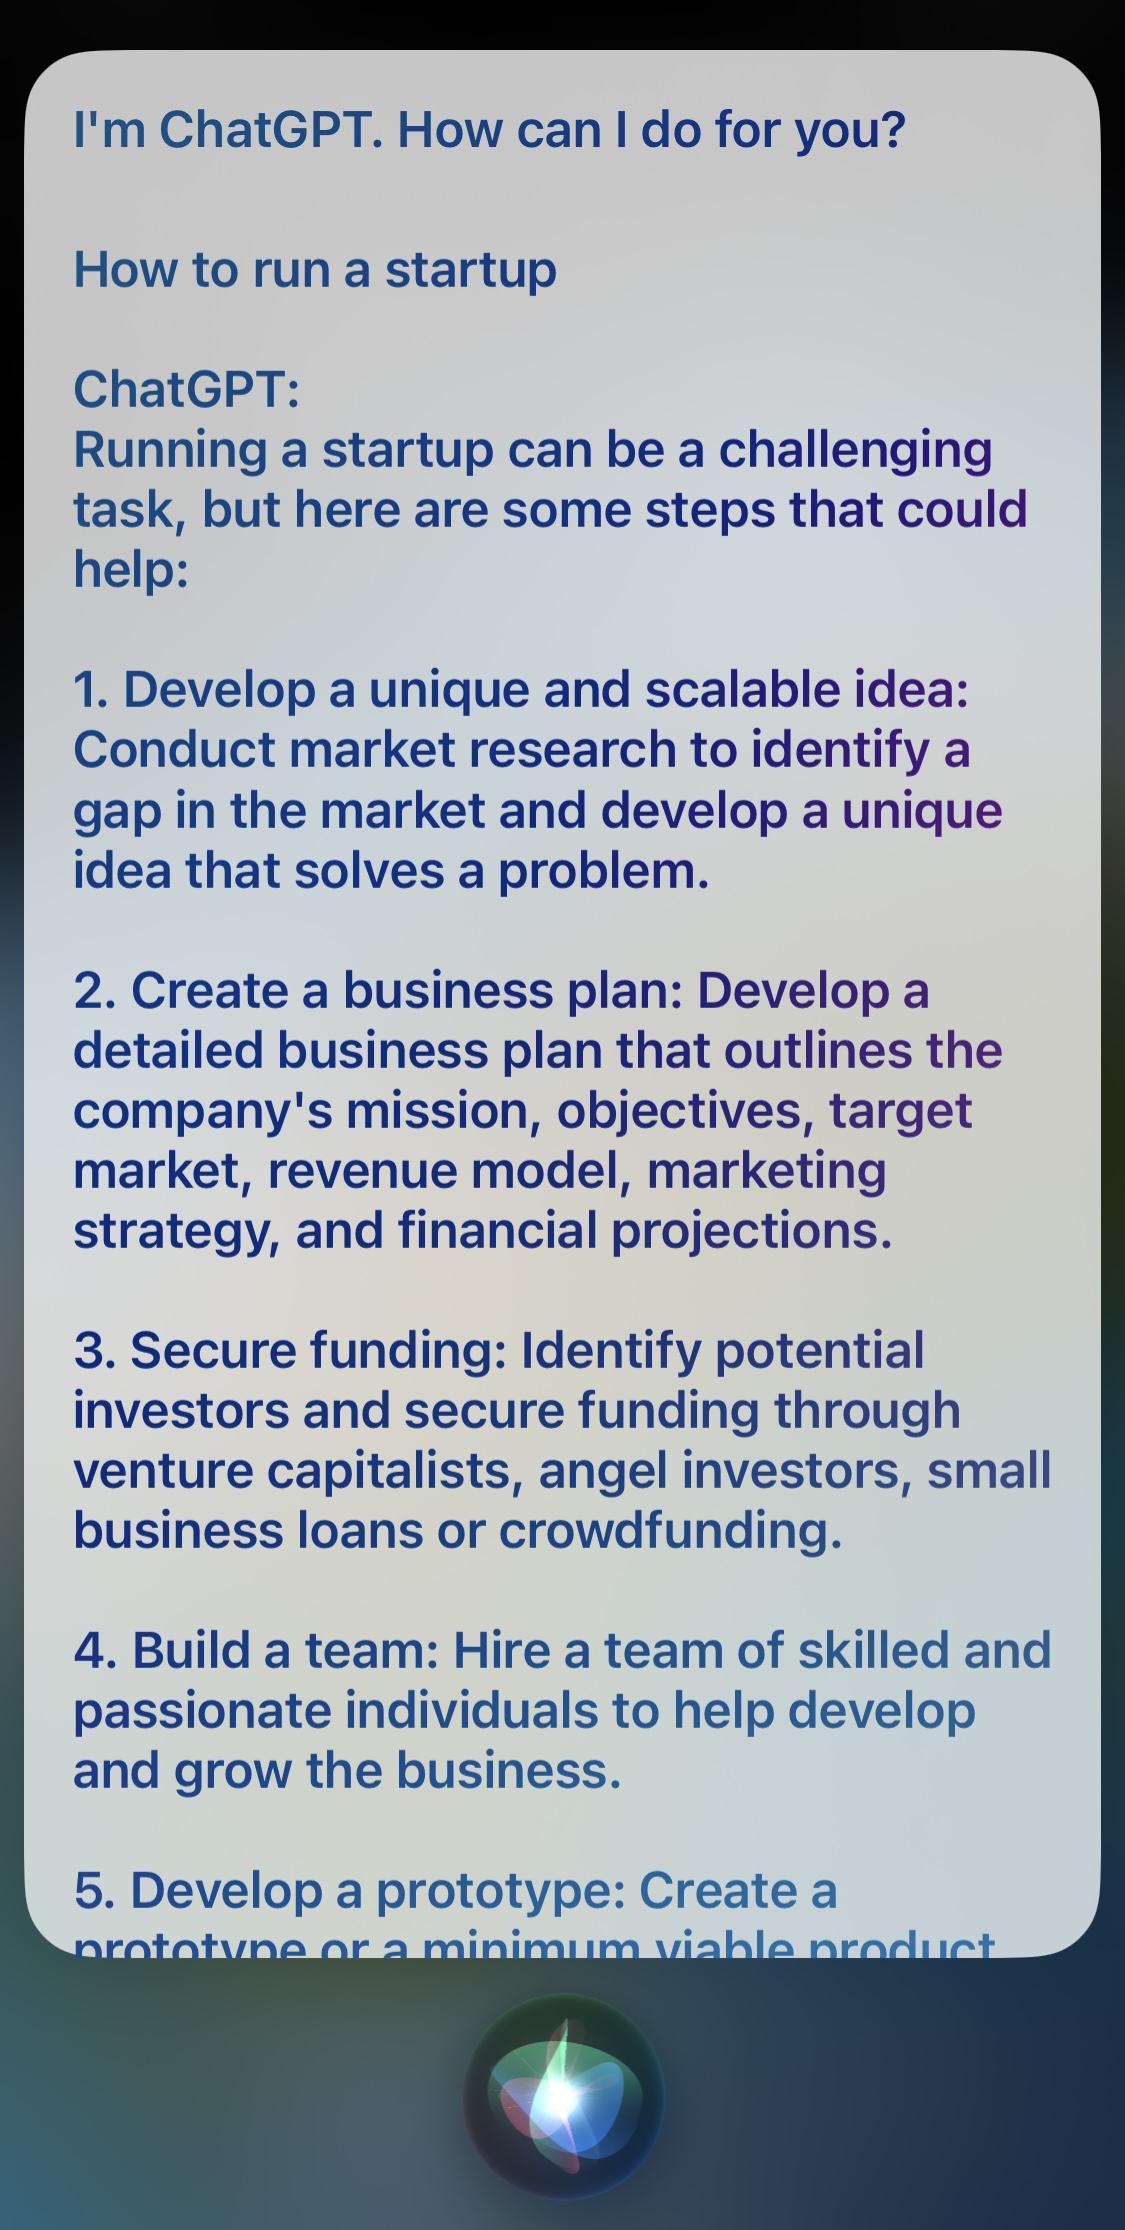 I'm ChatGPT. How can I do for you?
How to run a startup
ChatGPT:
Running a startup can be a challenging
task, but here are some steps that could
help:
1. Develop a unique and scalable idea:
Conduct market research to identify a
gap in the market and develop a unique
idea that solves a problem.
2. Create a business plan: Develop a
detailed business plan that outlines the
company's mission, objectives, target
market, revenue model, marketing
strategy, and financial projections.
3. Secure funding: Identify potential
investors and secure funding through
venture capitalists, angel investors, small
business loans or crowdfunding.
4. Build a team: Hire a team of skilled and
passionate individuals to help develop
and grow the business.
5. Develop a prototype: Create a
prototype or a minimum viable product